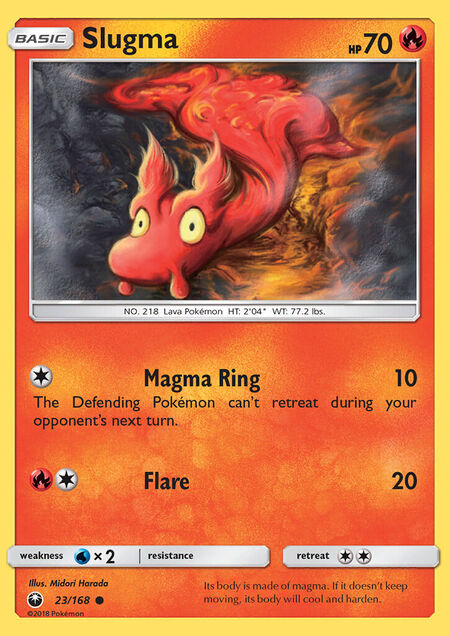 BASIC Slugma HP70
NO. 218 Lava Pokémon HT: 2'04" WT: 77.2 lbs.
Magma Ring 10
The Defending Pokémon can't retreat during your
opponent's next turn.
Flare 20
weakness ×2 resistance retreat
Illus. Midori Harada
Its body is made of magma. If it doesn't keep
moving, its body will cool and harden.
23/168
©2018 Pokémon